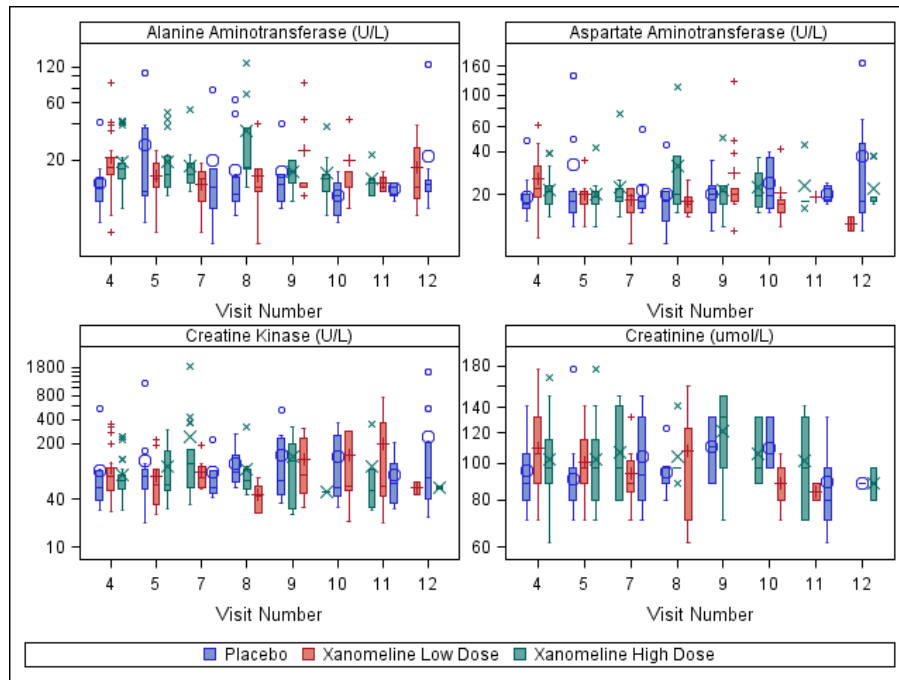 Alanine Aminotransferase (U/L)
120
60
20
4 5 7 8 9 10 11 12
Visit Number
Aspartate Aminotransferase (U/L)
160
100
60
40
20
4 5 7 8 9 10 11 12
Visit Number
Creatine Kinase (U/L)
1800
800
400
200
40
10
4 5 7 8 9 10 11 12
Visit Number
Creatinine (umol/L)
180
140
120
100
80
60
4 5 7 8 9 10 11 12
Visit Number
Placebo Xanomeline Low Dose Xanomeline High Dose